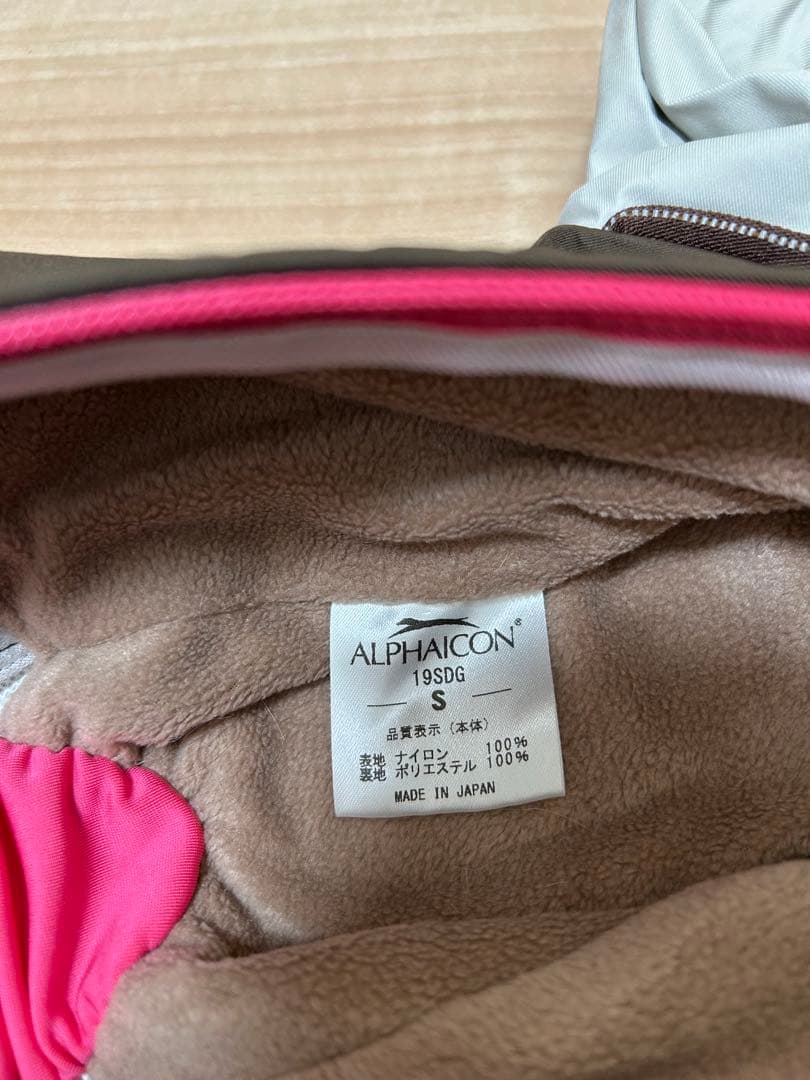 ALPHAICON®
19SDG
S
品質表示（本体）
表地 ナイロン 100%
裏地 ポリエステル 100%
MADE IN JAPAN